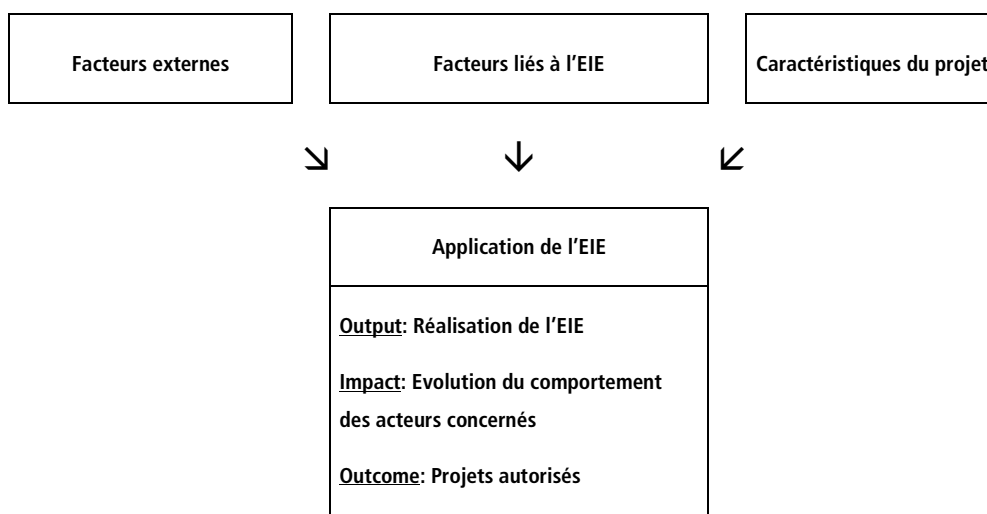 Facteurs externes
Facteurs liés à l’EIE
Caractéristiques du projet
Application de l’EIE
Output: Réalisation de l’EIE
Impact: Evolution du comportement
des acteurs concernés
Outcome: Projets autorisés